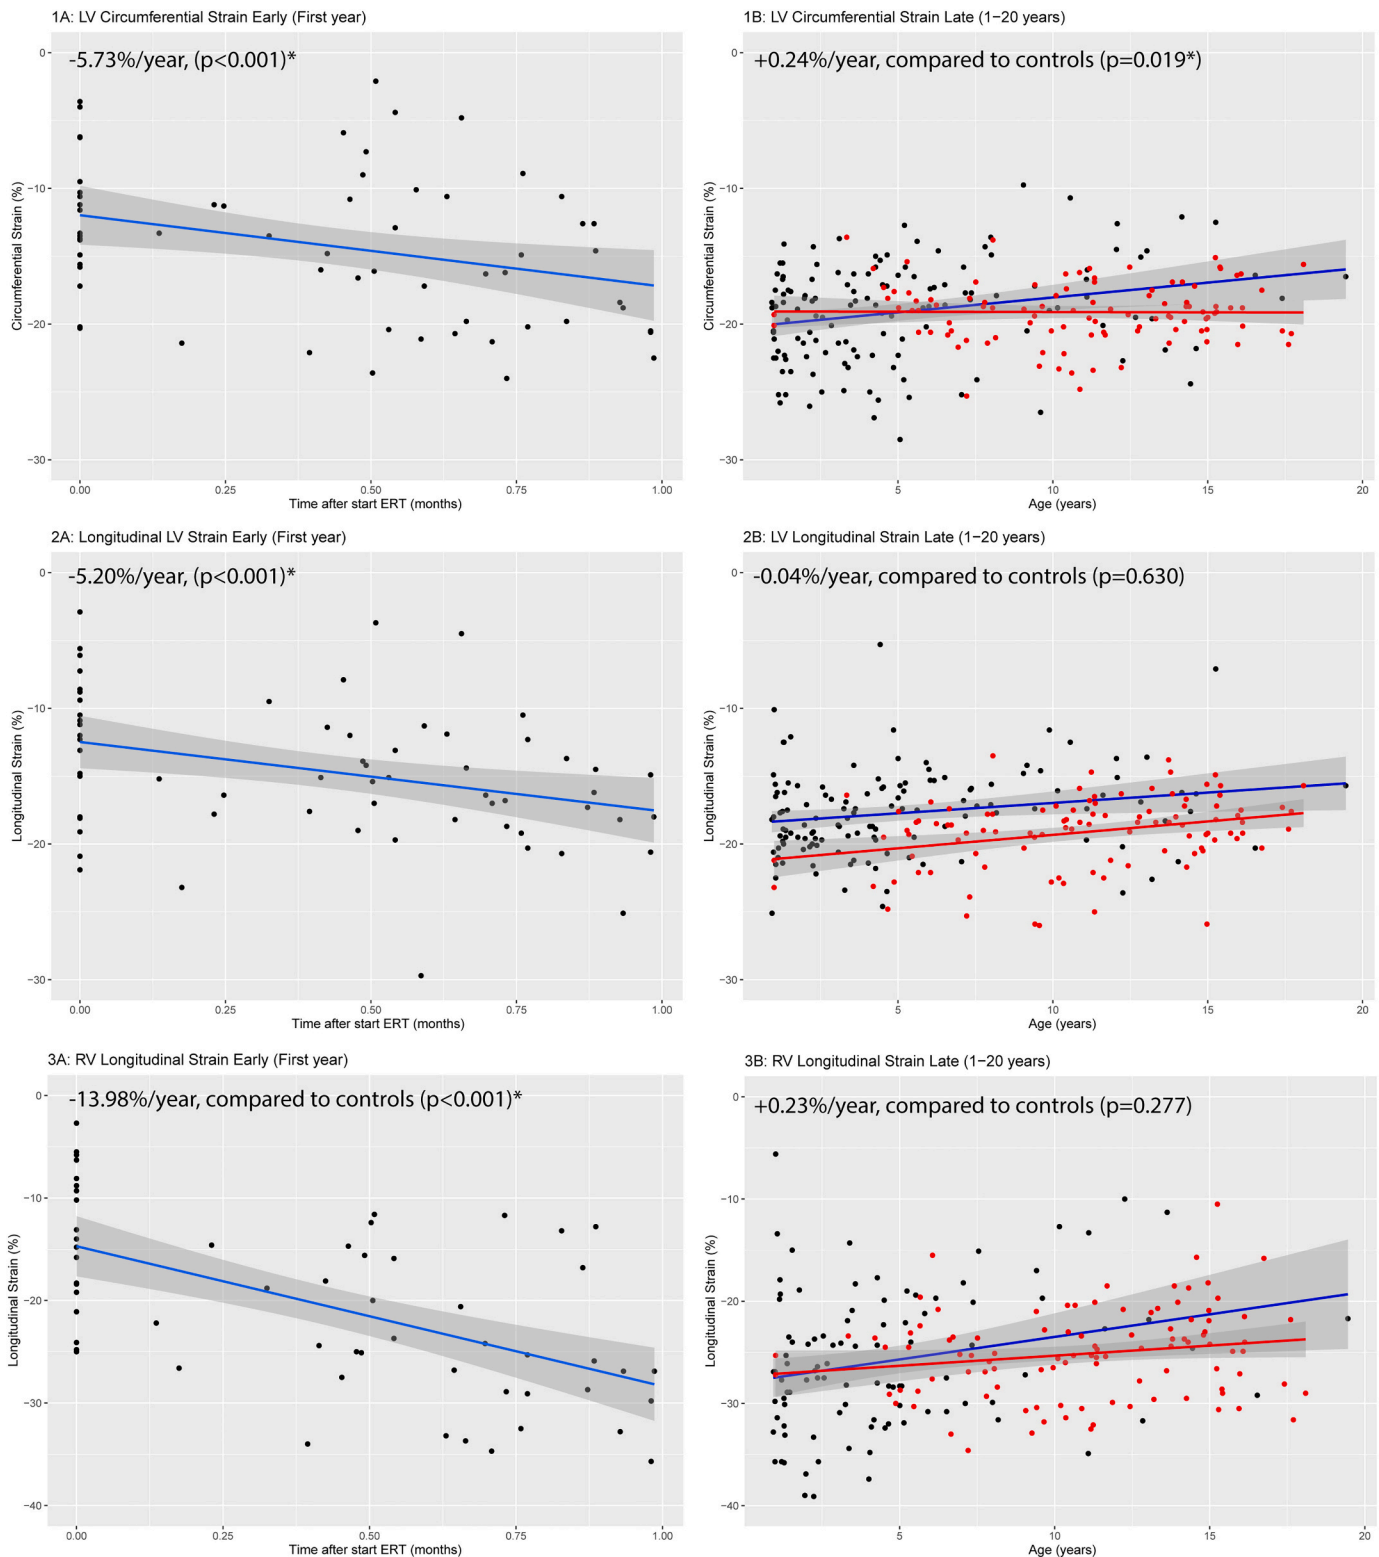 1A: LV Circumferential Strain Early (First year)
-5.73%/year, (p<0.001)*
Circumferential Strain (%)
0
−10
−20
−30
0.00 0.25 0.50 0.75 1.00
Time after start ERT (months)
1B: LV Circumferential Strain Late (1−20 years)
+0.24%/year, compared to controls (p=0.019*)
Circumferential Strain (%)
0
−10
−20
−30
5 10 15 20
Age (years)
2A: Longitudinal LV Strain Early (First year)
-5.20%/year, (p<0.001)*
Longitudinal Strain (%)
0
−10
−20
−30
0.00 0.25 0.50 0.75 1.00
Time after start ERT (months)
2B: LV Longitudinal Strain Late (1−20 years)
-0.04%/year, compared to controls (p=0.630)
Longitudinal Strain (%)
0
−10
−20
−30
5 10 15 20
Age (years)
3A: RV Longitudinal Strain Early (First year)
-13.98%/year, compared to controls (p<0.001)*
Longitudinal Strain (%)
0
−10
−20
−30
−40
0.00 0.25 0.50 0.75 1.00
Time after start ERT (months)
3B: RV Longitudinal Strain Late (1−20 years)
+0.23%/year, compared to controls (p=0.277)
Longitudinal Strain (%)
0
−10
−20
−30
−40
5 10 15 20
Age (years)